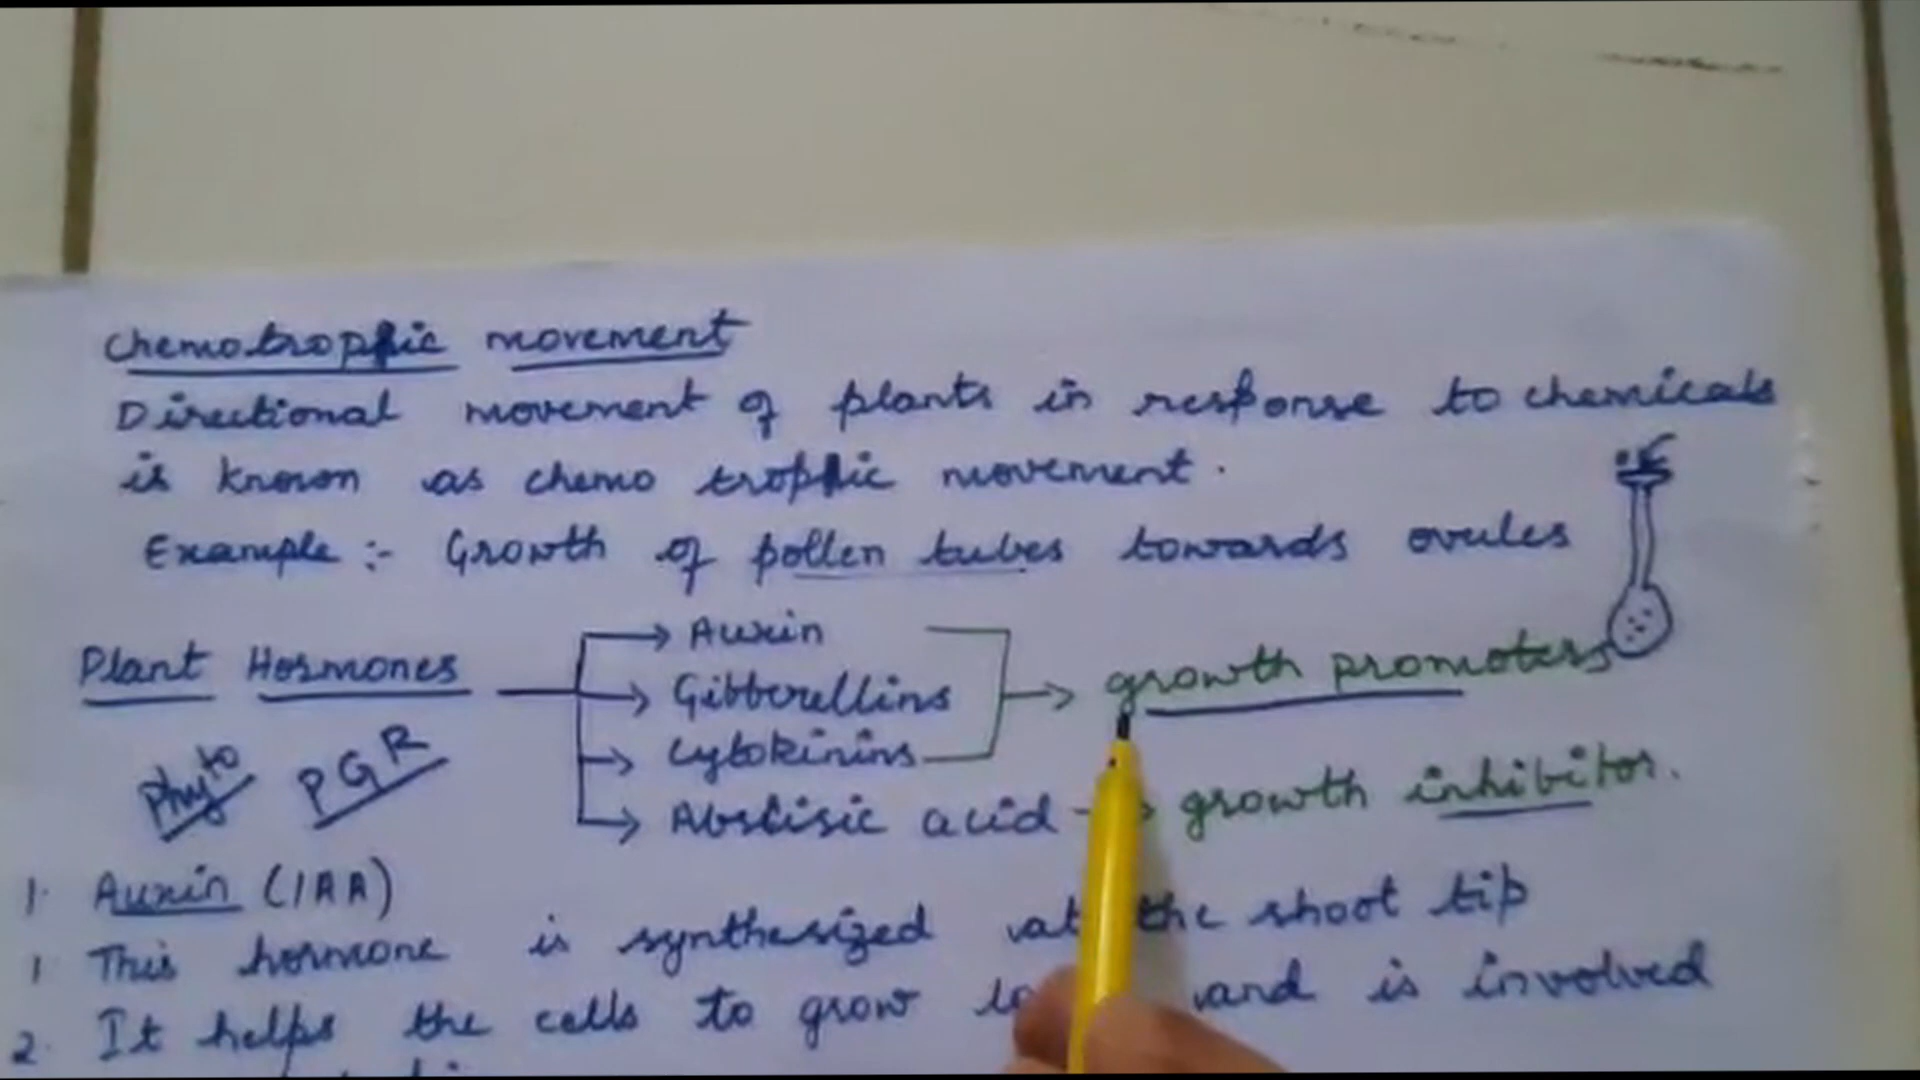 Chemotrophic movement
Directional movement of plants in response to chemicals
is known as chemo trophic movement.
Example :- Growth of pollen tubes towards ovules
Plant Hormones
Auxin
Gibberellins
Cytokinins
Abscisic acid
growth promoters
growth inhibitor.
Phyto
PGR
1. Auxin (IAA)
1 This hormone is synthesized at the shoot tip
2. It helps the cells to grow and is involved